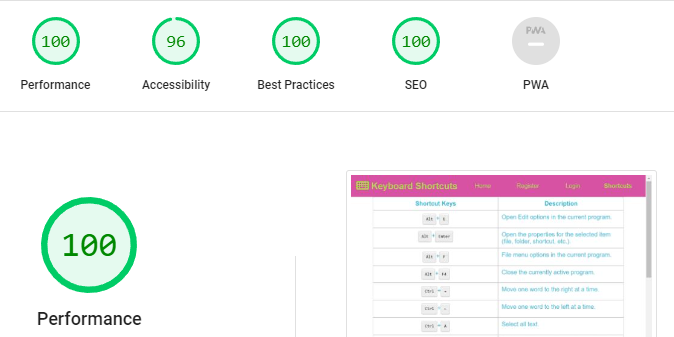 100 96 100 100 PWA
Performance Accessibility Best Practices SEO PWA
100
Performance
Keyboard Shortcuts Home Register Login Shortcuts
Shortcut Keys Description
Alt + Open Edit options in the current program.
Alt + Enter Open the properties for the selected item
(file, folder, shortcut, etc.)
Alt + F File menu options in the current program.
Alt + F4 Close the currently active program.
Ctrl + Move one word to the right at a time
Ctrl + Move one word to the left at a time.
Ctrl + A Select all text